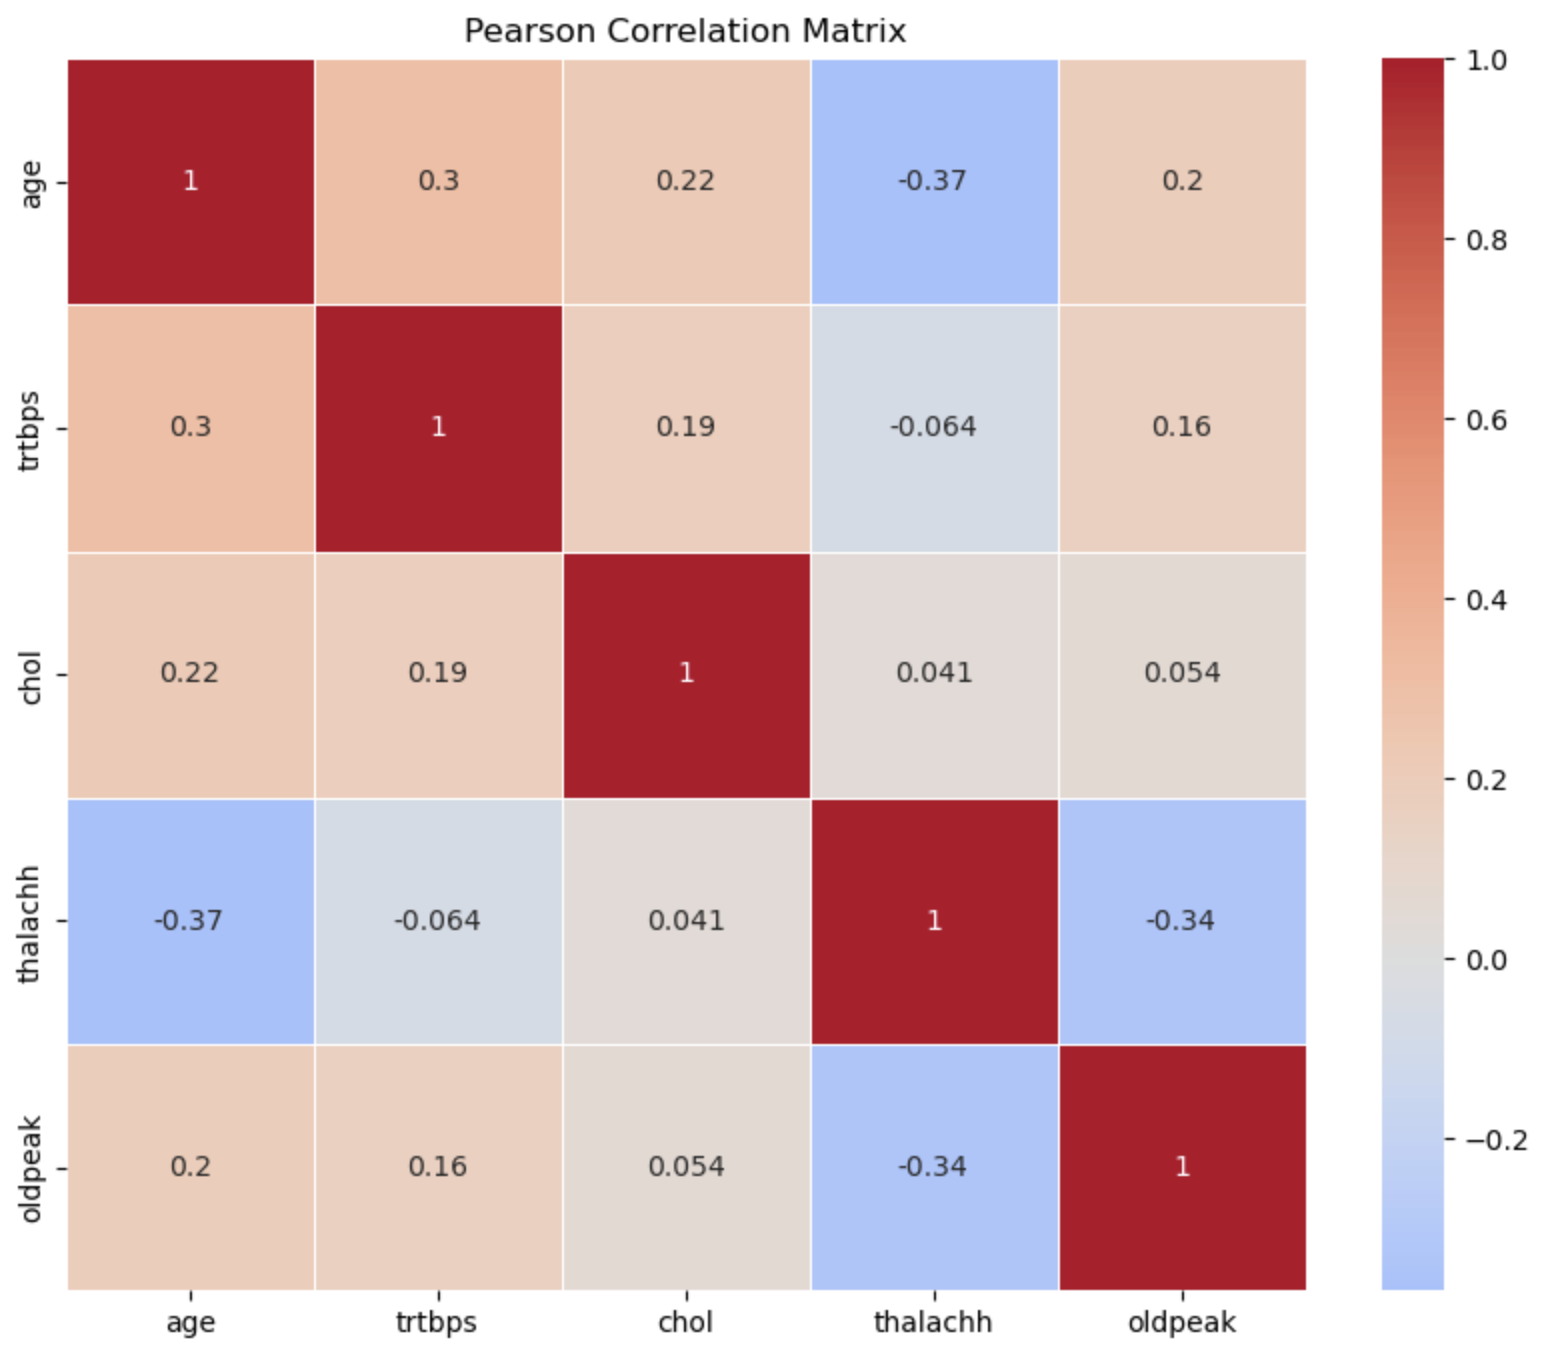 Pearson Correlation Matrix
age 1 0.3 0.22 -0.37 0.2
trtbps 0.3 1 0.19 -0.064 0.16
chol 0.22 0.19 1 0.041 0.054
thalachh -0.37 -0.064 0.041 1 -0.34
oldpeak 0.2 0.16 0.054 -0.34 1
age trtbps chol thalachh oldpeak
1.0
0.8
0.6
0.4
0.2
0.0
−0.2